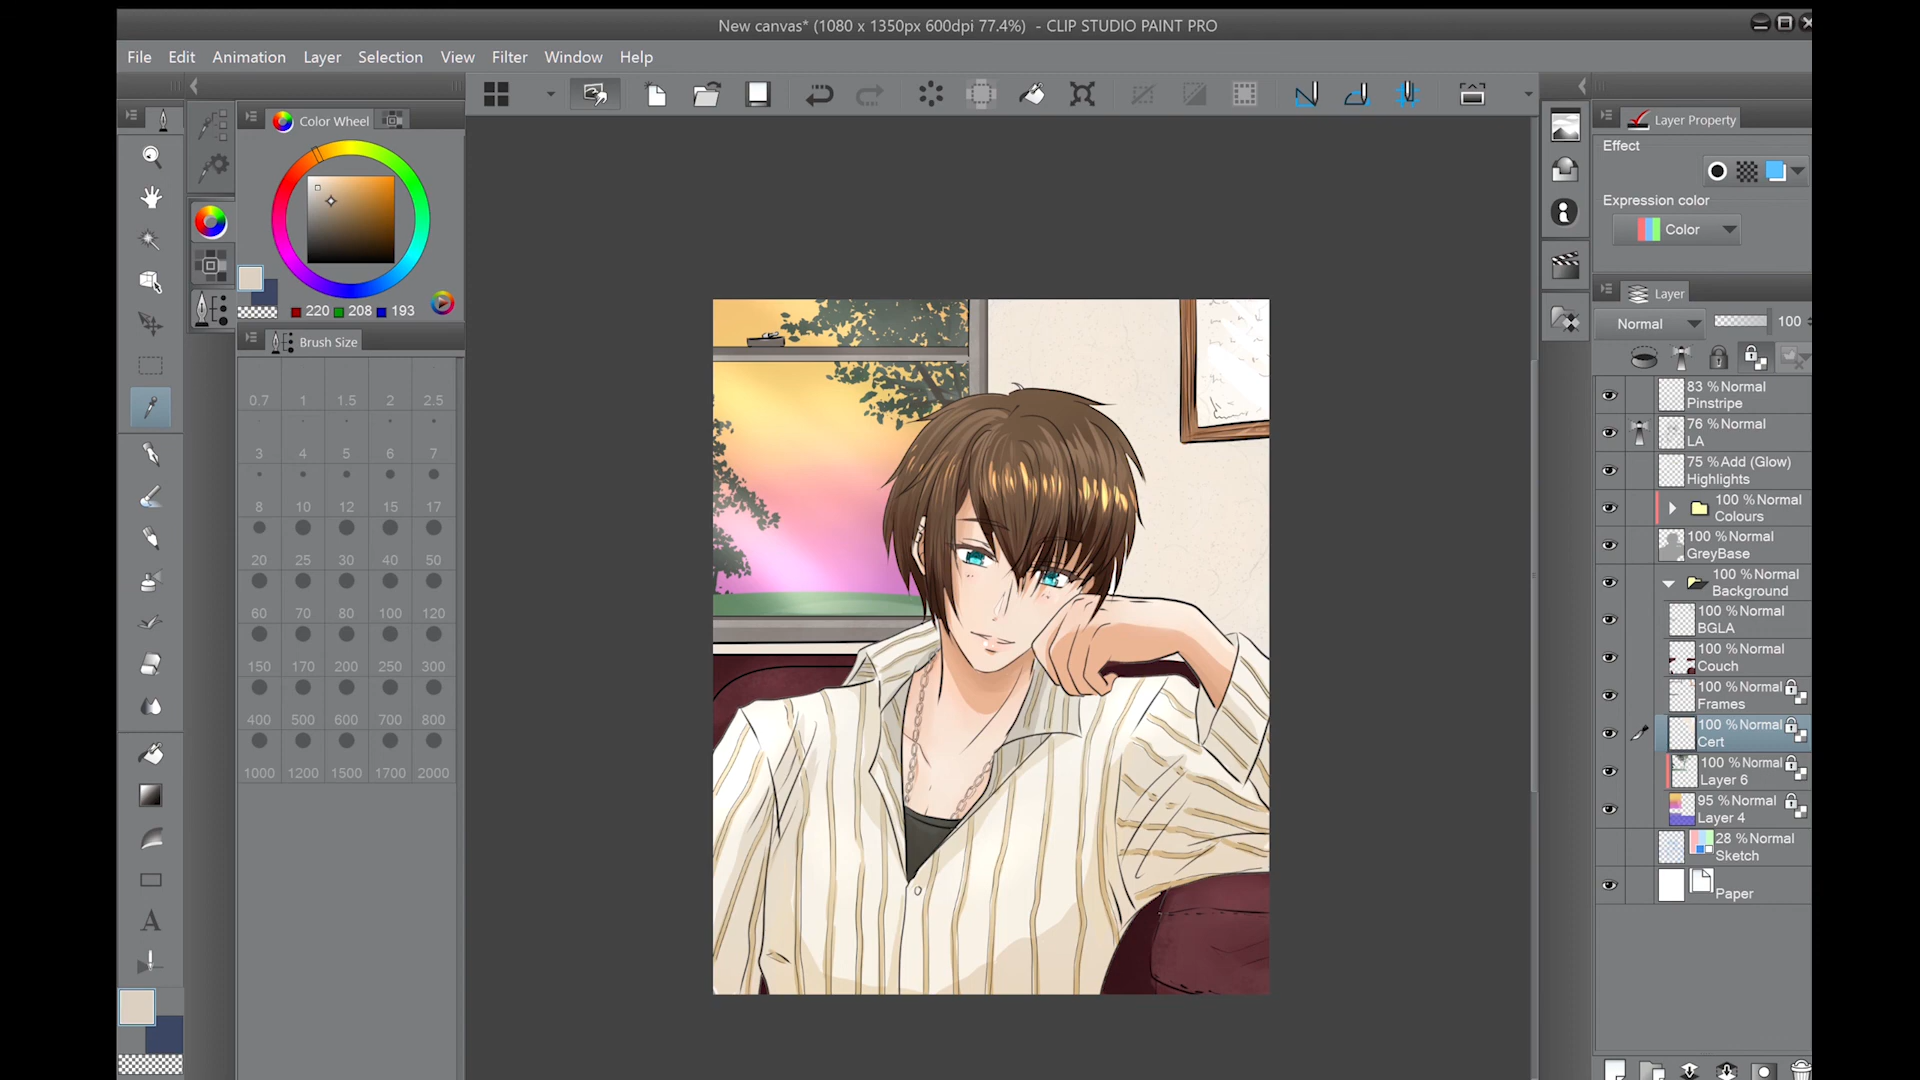 New canvas* (1080 x 1350px 600dpi 77.4%) - CLIP STUDIO PAINT PRO
File Edit Animation Layer Selection View Filter Window Help
Color Wheel
220 208 193
Brush Size
0.7 1 1.5 2 2.5
3 4 5 6 7
8 10 12 15 17
20 25 30 40 50
60 70 80 100 120
150 170 200 250 300
400 500 600 700 800
1000 1200 1500 1700 2000
A
Layer Property
Effect
Expression color
Color
Layer
Normal 100
83 %Normal
Pinstripe
76 %Normal
LA
75 %Add (Glow)
Highlights
100 %Normal
Colours
100 %Normal
GreyBase
100 %Normal
Background
100 %Normal
BGLA
100 %Normal
Couch
100 %Normal
Frames
100 %Normal
Cert
100 %Normal
Layer 6
95 %Normal
Layer 4
28 %Normal
Sketch
Paper